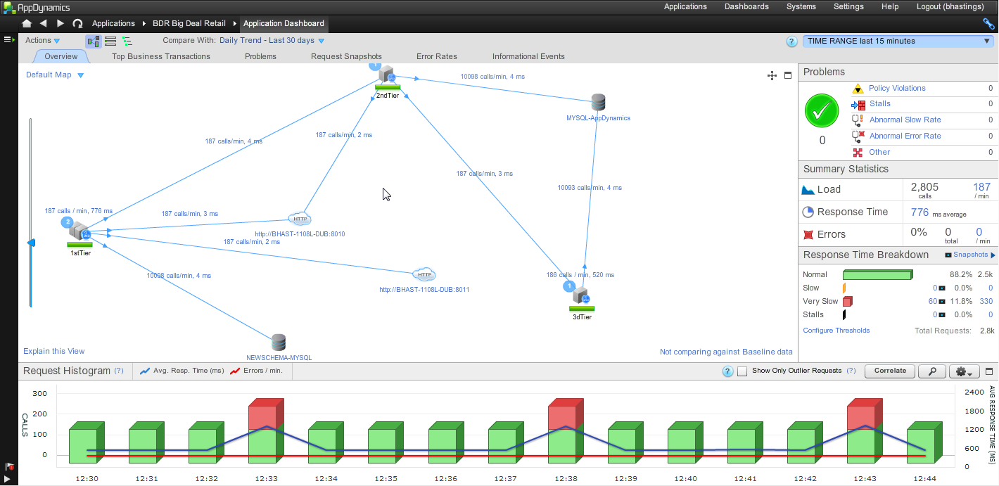 AppDynamics
Applications Dashboards Systems Settings Help Logout (bhastings)
Applications BDR Big Deal Retail Application Dashboard
Actions Compare With: Daily Trend - Last 30 days ? TIME RANGE last 15 minutes
Overview Top Business Transactions Problems Request Snapshots Error Rates Informational Events
Default Map
1
2ndTier
10098 calls/min, 4 ms
MYSQL-AppDynamics
187 calls/min, 2 ms
187 calls/min, 4 ms
187 calls/min, 3 ms
10093 calls/min, 4 ms
187 calls / min, 776 ms
2
1stTier
187 calls/min, 3 ms
HTTP
http://BHAST-1108L-DUB:8010
187 calls/min, 2 ms
HTTP
http://BHAST-1108L-DUB:8011
10098 calls/min, 4 ms
186 calls / min, 520 ms
1
3dTier
NEWSCHEMA-MYSQL
Explain this View
Not comparing against Baseline data
Problems
0
Policy Violations 0
Stalls 0
Abnormal Slow Rate 0
Abnormal Error Rate 0
Other 0
Summary Statistics
Load 2,805 calls 187 / min
Response Time 776 ms average
Errors 0% 0 total 0 / min
Response Time Breakdown Snapshots
Normal 88.2% 2.5k
Slow 0 0.0% 0
Very Slow 60 11.8% 330
Stalls 0 0.0% 0
Configure Thresholds Total Requests: 2.8k
Request Histogram (?) Avg. Resp. Time (ms) Errors / min. ? Show Only Outlier Requests (?) Correlate
CALLS
300
200
100
0
2400
1800
1200
600
0
AVG RESPONSE TIME (MS)
12:30 12:31 12:32 12:33 12:34 12:35 12:36 12:37 12:38 12:39 12:40 12:41 12:42 12:43 12:44